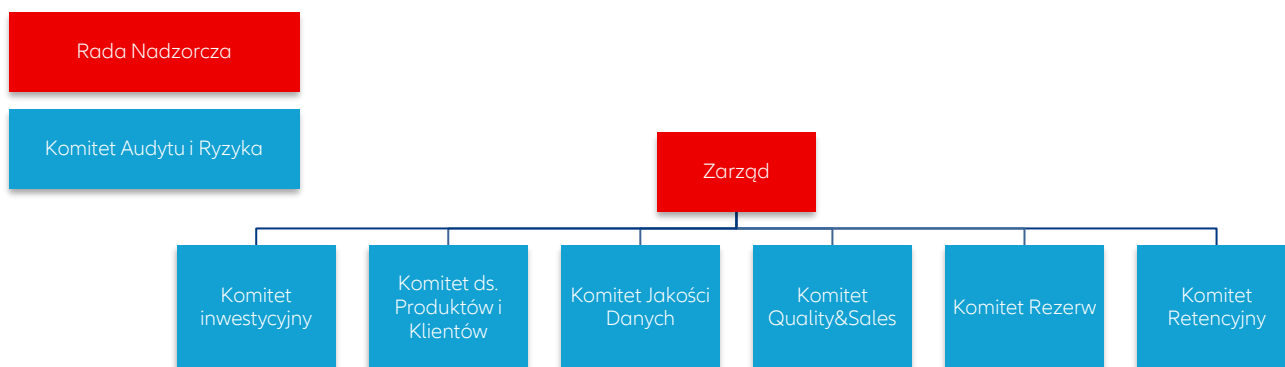 Rada Nadzorcza
Komitet Audytu i Ryzyka
Zarząd
Komitet
inwestycyjny
Komitet ds.
Produktów i
Klientów
Komitet Jakości
Danych
Komitet
Quality&Sales
Komitet Rezerw
Komitet
Retencyjny